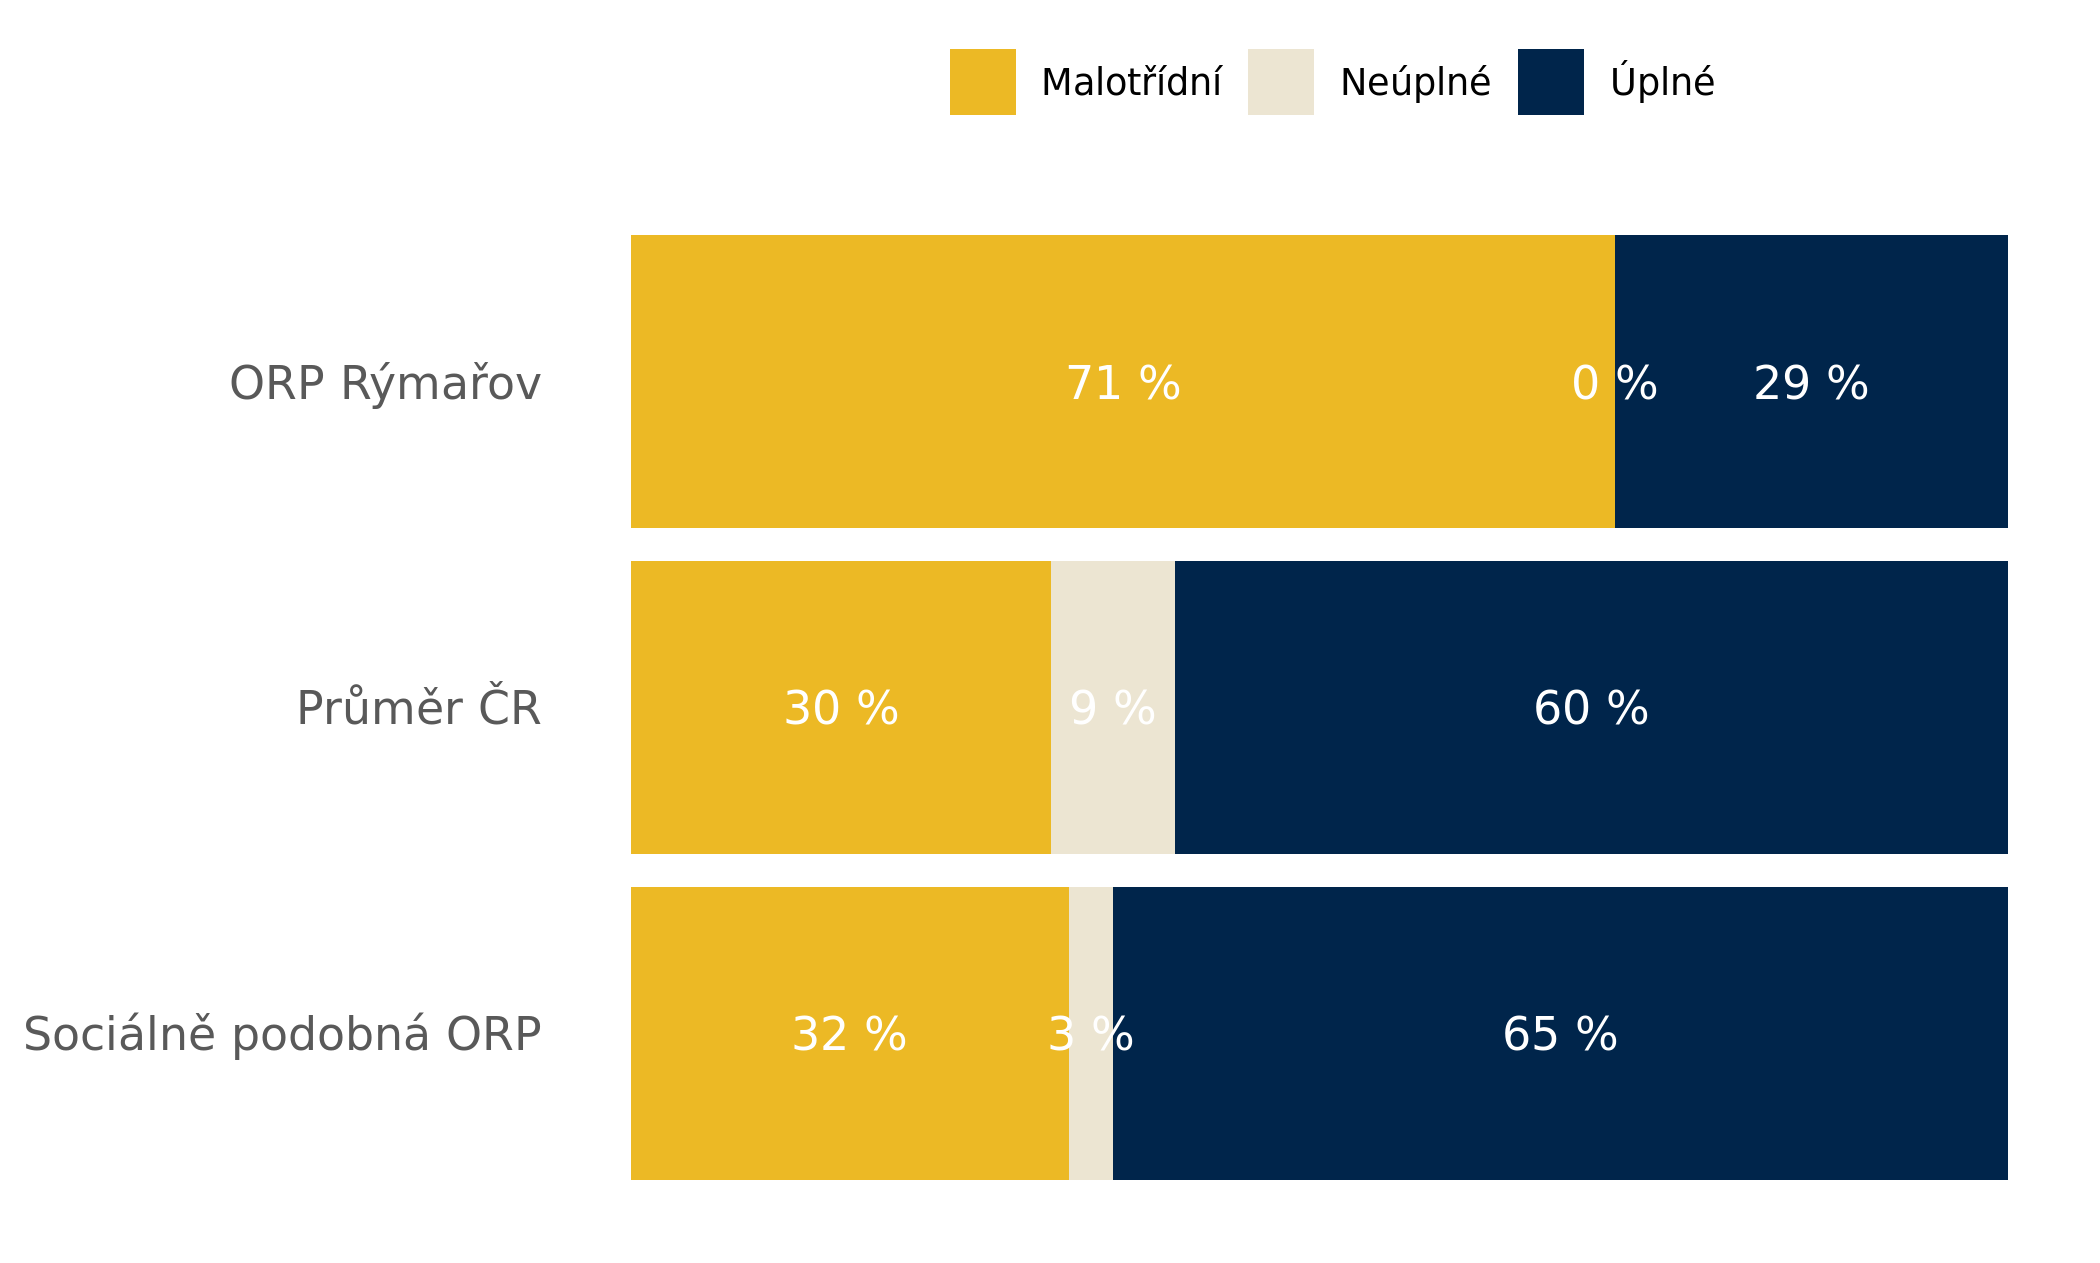 Malotřídní Neúplné Úplné
ORP Rýmařov 71 % 0 % 29 %
Průměr ČR 30 % 9 % 60 %
Sociálně podobná ORP 32 % 3 % 65 %